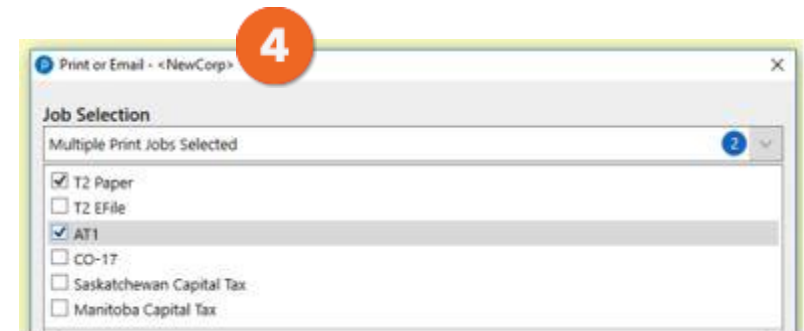 4
Print or Email - <NewCorp>
Job Selection
Multiple Print Jobs Selected 2
T2 Paper
T2 EFile
AT1
CO-17
Saskatchewan Capital Tax
Manitoba Capital Tax